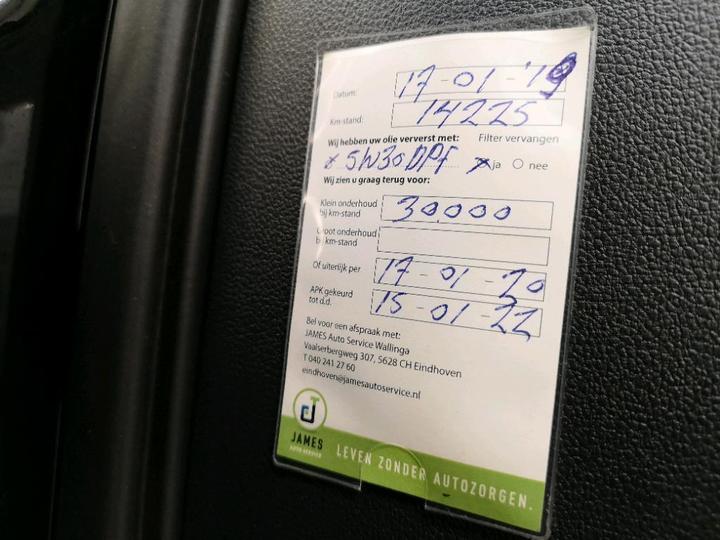 Datum: 17-01-'19
Km-stand: 14225
Wij hebben uw olie ververst met: Filter vervangen
* 5W30 DPF ja nee
Wij zien u graag terug voor:
Klein onderhoud
bij km-stand 30.000
Groot onderhoud
bij km-stand
Of uiterlijk per 17-01-20
APK gekeurd
tot d.d. 15-01-22
Bel voor een afspraak met:
JAMES Auto Service Wallinga
Vaalserbergweg 307, 5628 CH Eindhoven
T 040 241 27 60
eindhoven@jamesautoservice.nl
JAMES
AUTO SERVICE
LEVEN ZONDER AUTOZORGEN.